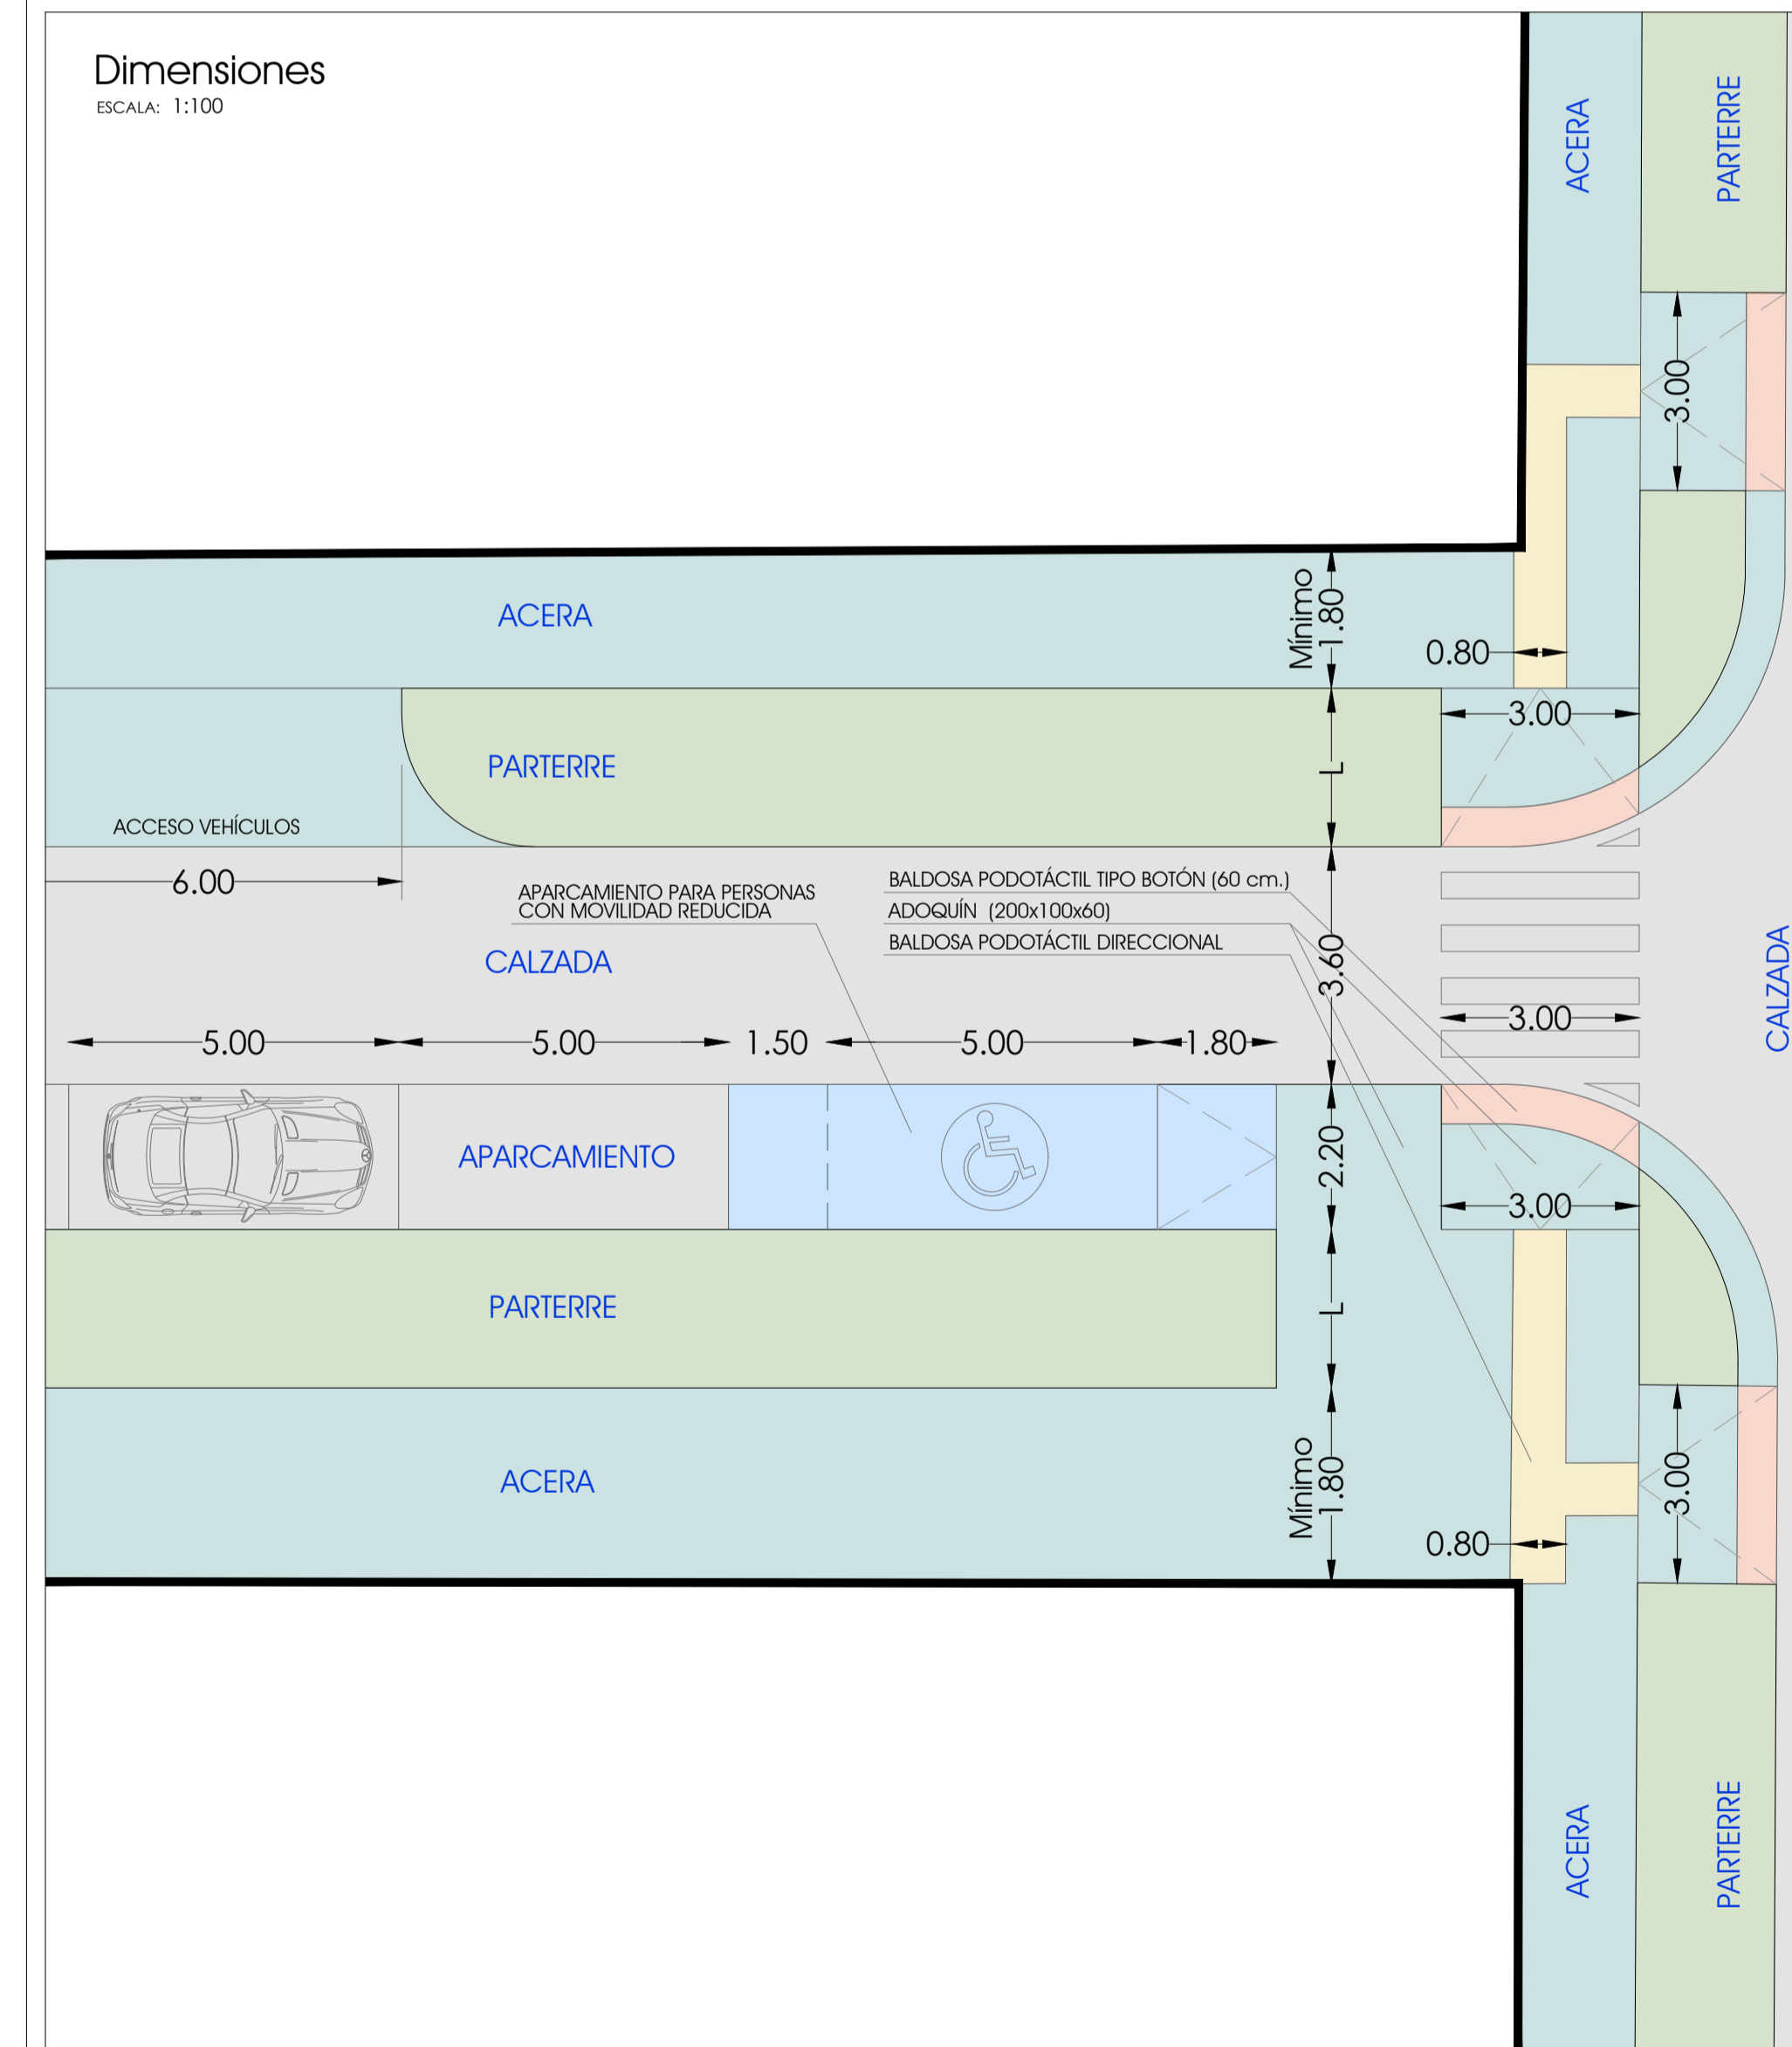 Dimensiones
ESCALA: 1:100
ACERA
PARTERRE
3.00
ACERA
Mínimo
1.80
0.80
3.00
PARTERRE
L
ACCESO VEHÍCULOS
6.00
APARCAMIENTO PARA PERSONAS
CON MOVILIDAD REDUCIDA
BALDOSA PODOTÁCTIL TIPO BOTÓN (60 cm.)
ADOQUÍN (200x100x60)
BALDOSA PODOTÁCTIL DIRECCIONAL
CALZADA
3.60
CALZADA
5.00
5.00
1.50
5.00
1.80
3.00
APARCAMIENTO
2.20
3.00
PARTERRE
L
ACERA
Mínimo
1.80
0.80
3.00
ACERA
PARTERRE